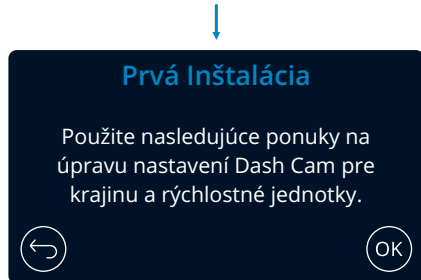 Prvá Inštalácia
Použite nasledujúce ponuky na
úpravu nastavení Dash Cam pre
krajinu a rýchlostné jednotky.
OK